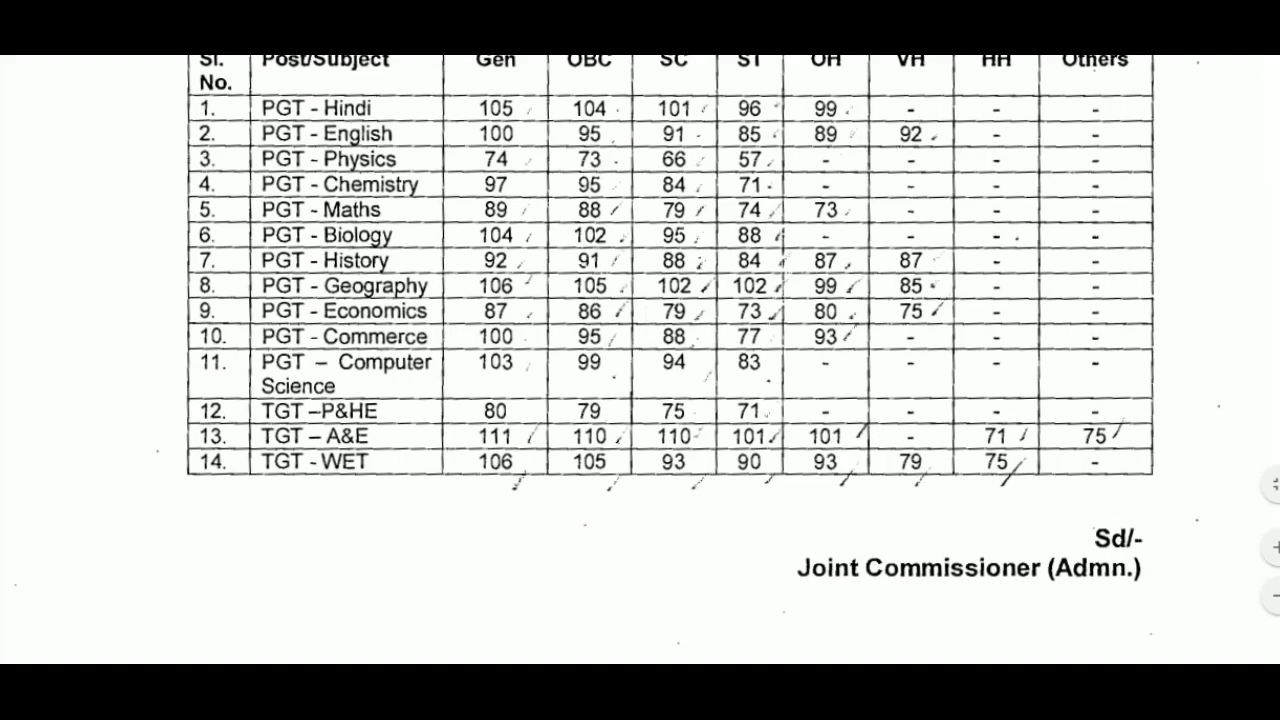 Sl. No. Post/Subject Gen OBC SC ST OH VH HH Others
1. PGT - Hindi 105 104 101 96 99 - - -
2. PGT - English 100 95 91 85 89 92 - -
3. PGT - Physics 74 73 66 57 - - - -
4. PGT - Chemistry 97 95 84 71 - - - -
5. PGT - Maths 89 88 79 74 73 - - -
6. PGT - Biology 104 102 95 88 - - - -
7. PGT - History 92 91 88 84 87 87 - -
8. PGT - Geography 106 105 102 102 99 85 - -
9. PGT - Economics 87 86 79 73 80 75 - -
10. PGT - Commerce 100 95 88 77 93 - - -
11. PGT – Computer Science 103 99 94 83 - - - -
12. TGT –P&HE 80 79 75 71 - - - -
13. TGT – A&E 111 110 110 101 101 - 71 75
14. TGT - WET 106 105 93 90 93 79 75 -
Sd/-
Joint Commissioner (Admn.)